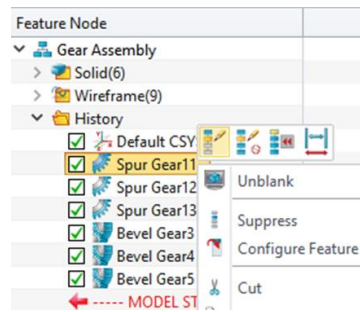 Feature Node
Gear Assembly
Solid(6)
Wireframe(9)
History
Default CSY
Spur Gear11
Unblank
Spur Gear12
Spur Gear13
Suppress
Bevel Gear3
Configure Feature
Bevel Gear4
Bevel Gear5
Cut
----- MODEL ST